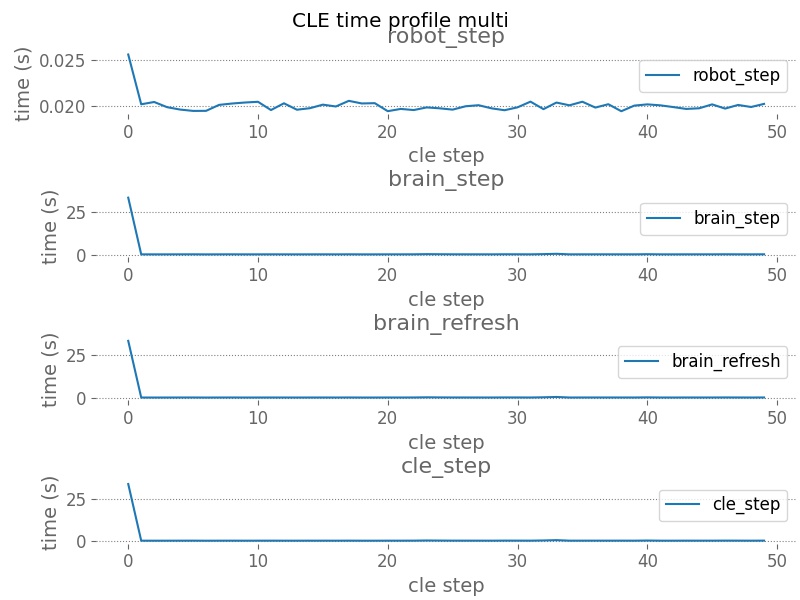 CLE time profile multi
robot_step
time (s)
0.025
0.020
robot_step
0 10 20 30 40 50
cle step
brain_step
time (s)
25
0
brain_step
0 10 20 30 40 50
cle step
brain_refresh
time (s)
25
0
brain_refresh
0 10 20 30 40 50
cle step
cle_step
time (s)
25
0
cle_step
0 10 20 30 40 50
cle step